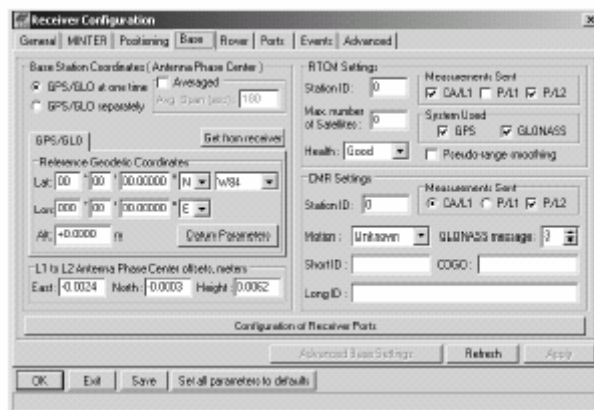 Receiver Configuration
General MINTER Positioning Base Rover Ports Events Advanced
Base Station Coordinates ( Antenna Phase Center )
GPS/GLO at one time
Averaged
GPS/GLO separately
Avg. Span (sec): 180
GPS/GLO
Get from receiver
Reference Geodetic Coordinates
Lat: 00 ° 00 ' 00.00000 " N W84
Lon: 000 ° 00 ' 00.00000 " E
Alt: +0.0000 m
Datum Parameters
L1 to L2 Antenna Phase Center offsets, meters
East: -0.0024 North: -0.0003 Height: 0.0062
RTCM Settings
Station ID: 0
Measurements Sent
CA/L1 P/L1 P/L2
Max. number of Satellites: 0
System Used
GPS GLONASS
Health: Good
Pseudo-range smoothing
CMR Settings
Station ID: 0
Measurements Sent
CA/L1 P/L1 P/L2
Motion: Unknown GLONASS message: 3
Short ID: COGO:
Long ID:
Configuration of Receiver Ports
Advanced Base Settings Refresh Apply
OK Exit Save Set all parameters to defaults